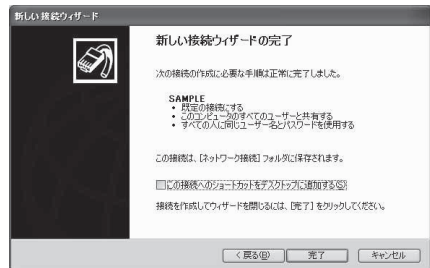 新しい接続ウィザード
新しい接続ウィザードの完了
次の接続の作成に必要な手順は正常に完了しました。
SAMPLE
• 既定の接続にする
• このコンピュータのすべてのユーザーと共有する
• すべての人に同じユーザー名とパスワードを使用する
この接続は、[ネットワーク接続] フォルダに保存されます。
この接続へのショートカットをデスクトップに追加する(S)
接続を作成してウィザードを閉じるには、[完了] をクリックしてください。
< 戻る(B)
完了
キャンセル